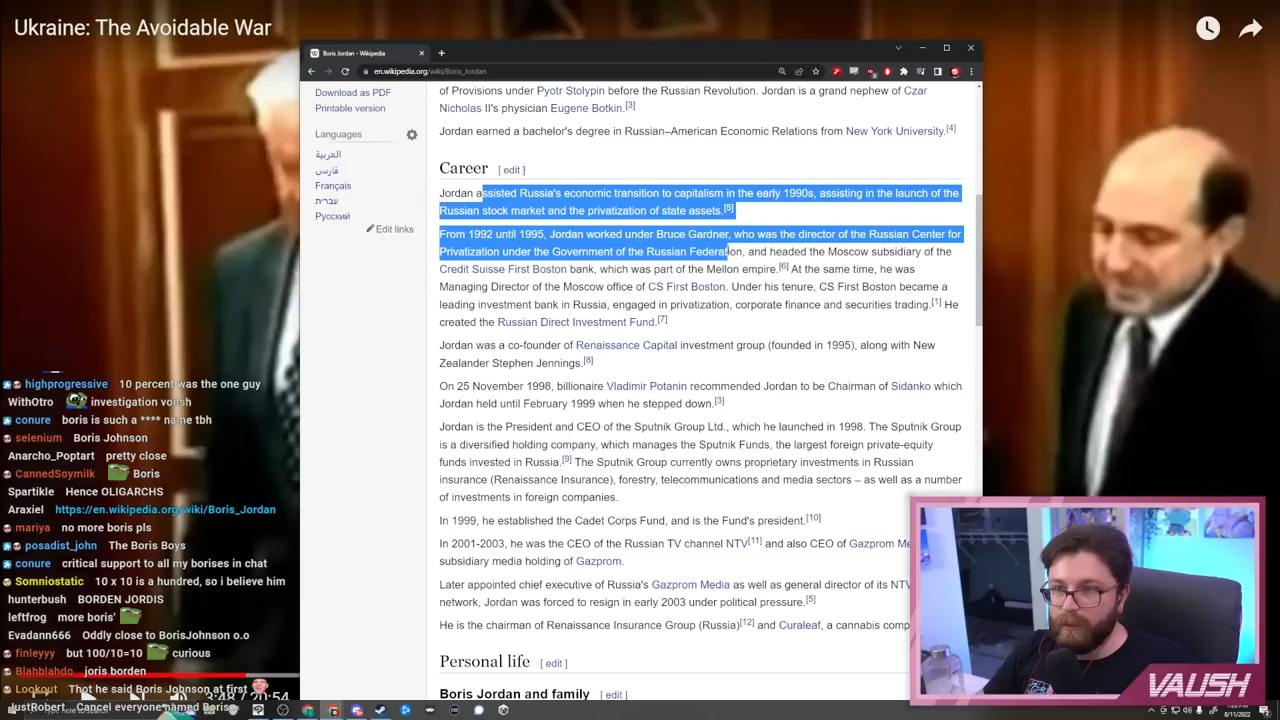 Ukraine: The Avoidable War
Boris Jordan - Wikipedia
en.wikipedia.org/wiki/Boris_Jordan
Download as PDF
Printable version
Languages
العربية
فارسی
Français
עברית
Русский
Edit links
of Provisions under Pyotr Stolypin before the Russian Revolution. Jordan is a grand nephew of Czar
Nicholas II's physician Eugene Botkin.[3]
Jordan earned a bachelor's degree in Russian–American Economic Relations from New York University.[4]
Career [ edit ]
Jordan assisted Russia's economic transition to capitalism in the early 1990s, assisting in the launch of the
Russian stock market and the privatization of state assets.[5]
From 1992 until 1995, Jordan worked under Bruce Gardner, who was the director of the Russian Center for
Privatization under the Government of the Russian Federation, and headed the Moscow subsidiary of the
Credit Suisse First Boston bank, which was part of the Mellon empire.[6] At the same time, he was
Managing Director of the Moscow office of CS First Boston. Under his tenure, CS First Boston became a
leading investment bank in Russia, engaged in privatization, corporate finance and securities trading.[1] He
created the Russian Direct Investment Fund.[7]
Jordan was a co-founder of Renaissance Capital investment group (founded in 1995), along with New
Zealander Stephen Jennings.[8]
On 25 November 1998, billionaire Vladimir Potanin recommended Jordan to be Chairman of Sidanko which
Jordan held until February 1999 when he stepped down.[3]
Jordan is the President and CEO of the Sputnik Group Ltd., which he launched in 1998. The Sputnik Group
is a diversified holding company, which manages the Sputnik Funds, the largest foreign private-equity
funds invested in Russia.[9] The Sputnik Group currently owns proprietary investments in Russian
insurance (Renaissance Insurance), forestry, telecommunications and media sectors – as well as a number
of investments in foreign companies.
In 1999, he established the Cadet Corps Fund, and is the Fund's president.[10]
In 2001-2003, he was the CEO of the Russian TV channel NTV[11] and also CEO of Gazprom Me
subsidiary media holding of Gazprom.
Later appointed chief executive of Russia's Gazprom Media as well as general director of its NTV
network, Jordan was forced to resign in early 2003 under political pressure.[5]
He is the chairman of Renaissance Insurance Group (Russia)[12] and Curaleaf, a cannabis comp
Personal life [ edit ]
Boris Jordan and family [ edit ]
highprogressive 10 percent was the one guy
WithOtro investigation voosh
conure boris is such a **** name tbh
selenium Boris Johnson
Anarcho_Poptart pretty close
CannedSoymilk Boris
Spartikle Hence OLIGARCHS
Araxiel https://en.wikipedia.org/wiki/Boris_Jordan
mariya no more boris pls
posadist_john The Boris Boys
conure critical support to all my borises in chat
Somniostatic 10 x 10 is a hundred, so i believe him
hunterbush BORDEN JORDIS
leftfrog more boris'
Evadann666 Oddly close to BorisJohnson o.o
finleyyy but 100/10=10 curious
Blahblahdo joris borden
Lookout Thot he said Boris Johnson at first
justRobert Cancel everyone named Boris
3:48 / 20:54
VAUSH
8/11/2022